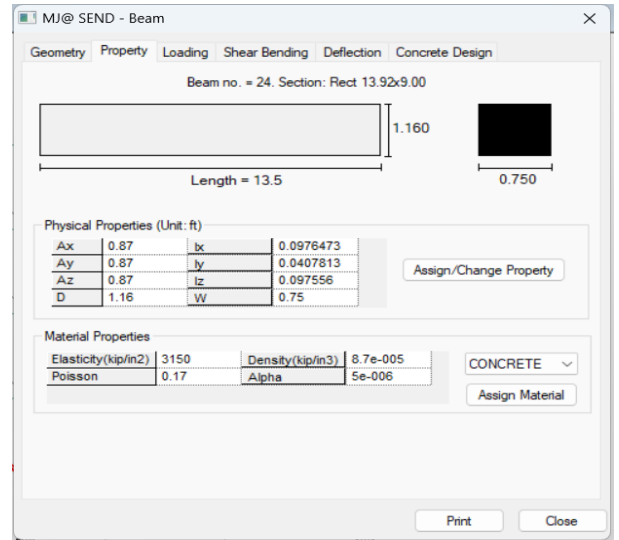 MJ@ SEND - Beam
Geometry Property Loading Shear Bending Deflection Concrete Design
Beam no. = 24. Section: Rect 13.92x9.00
1.160
Length = 13.5
0.750
Physical Properties (Unit: ft)
Ax 0.87 Ix 0.0976473
Ay 0.87 Iy 0.0407813
Az 0.87 Iz 0.097556
D 1.16 W 0.75
Assign/Change Property
Material Properties
Elasticity(kip/in2) 3150 Density(kip/in3) 8.7e-005
Poisson 0.17 Alpha 5e-006
CONCRETE
Assign Material
Print Close